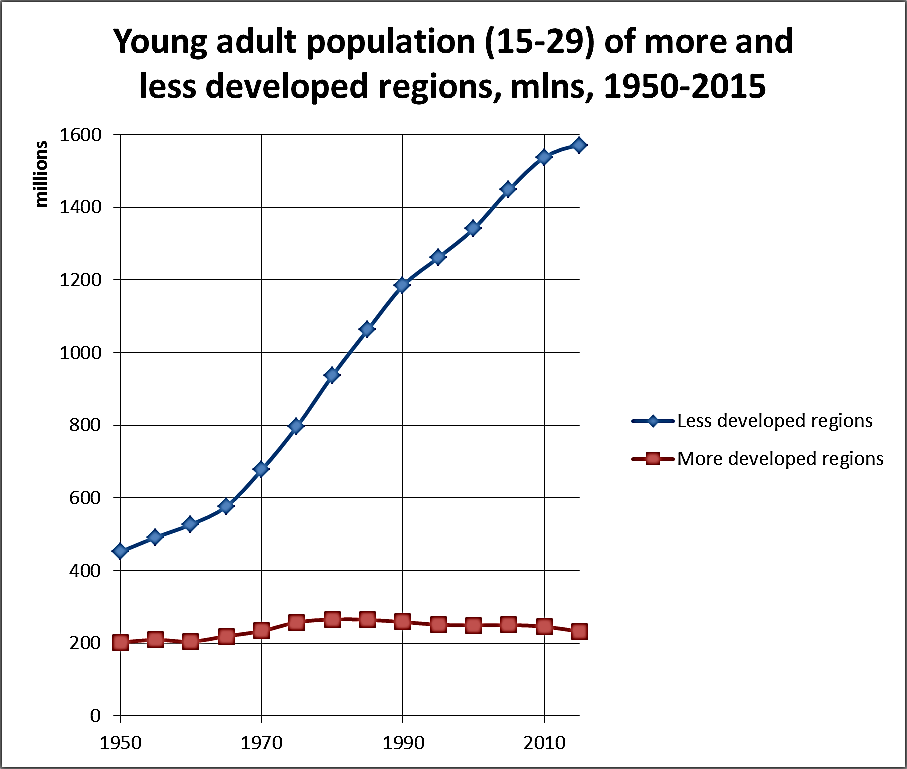 Young adult population (15-29) of more and
less developed regions, mlns, 1950-2015
millions
1600
1400
1200
1000
800
600
400
200
0
1950 1970 1990 2010
Less developed regions
More developed regions